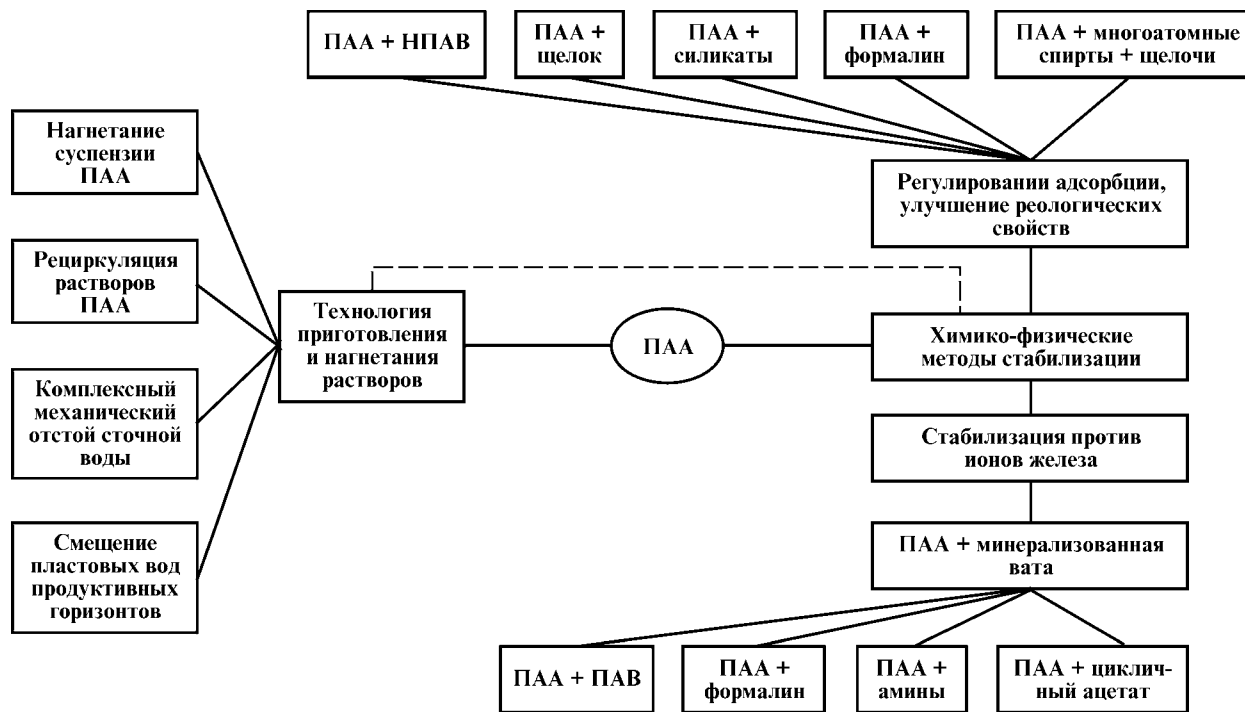 ПАА + НПАВ
ПАА +
щелок
ПАА +
силикаты
ПАА +
формалин
ПАА + многоатомные
спирты + щелочи
Нагнетание
суспензии
ПАА
Регулировании адсорбции,
улучшение реологических
свойств
Рециркуляция
растворов
ПАА
Технология
приготовления
и нагнетания
растворов
ПАА
Химико-физические
методы стабилизации
Комплексный
механический
отстой сточной
воды
Стабилизация против
ионов железа
Смещение
пластовых вод
продуктивных
горизонтов
ПАА + минерализованная
вата
ПАА + ПАВ
ПАА +
формалин
ПАА +
амины
ПАА + циклич-
ный ацетат